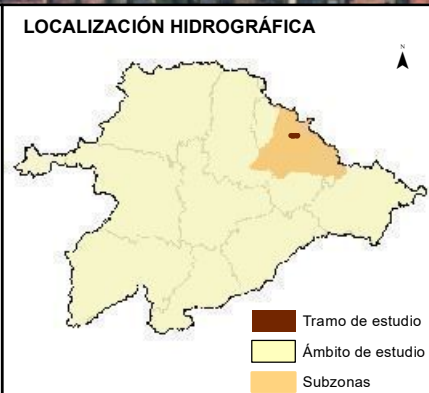 LOCALIZACIÓN HIDROGRÁFICA
N
Tramo de estudio
Ámbito de estudio
Subzonas